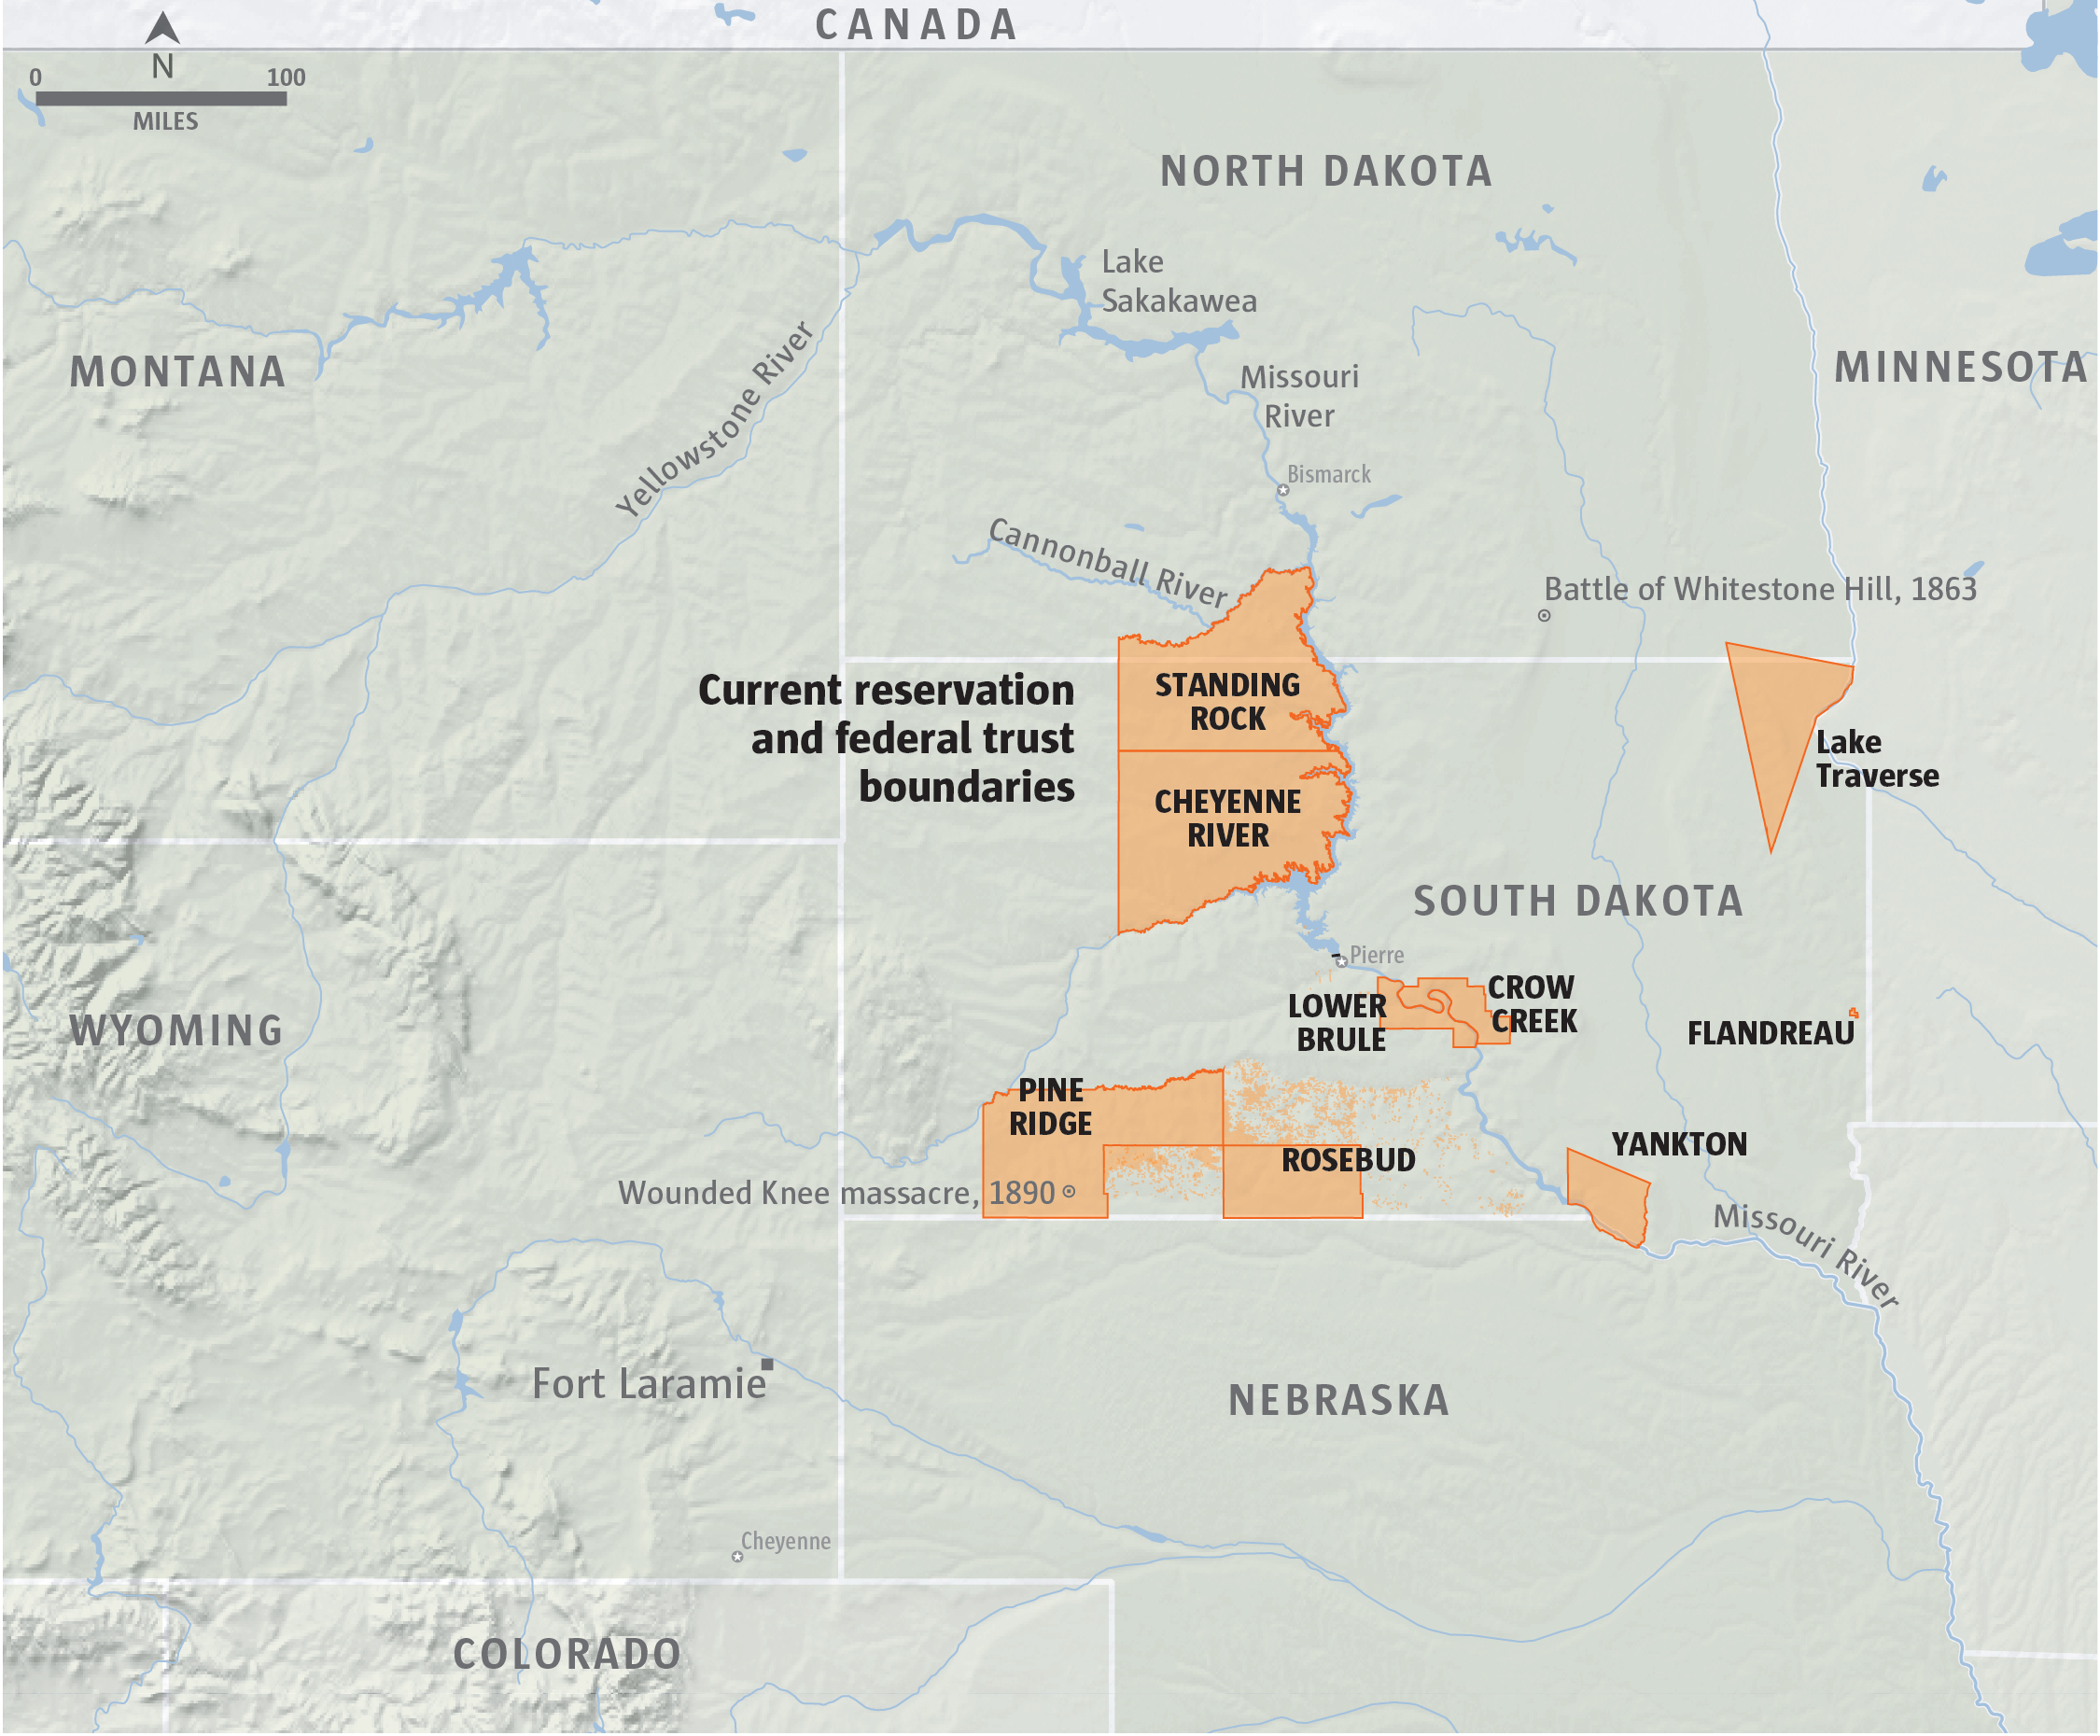 CANADA
N
0 100
MILES
NORTH DAKOTA
Lake
Sakakawea
MONTANA
MINNESOTA
Yellowstone River
Missouri
River
Bismarck
Cannonball River
Battle of Whitestone Hill, 1863
Current reservation
and federal trust
boundaries
STANDING
ROCK
Lake
Traverse
CHEYENNE
RIVER
SOUTH DAKOTA
Pierre
WYOMING
LOWER
BRULE
CROW
CREEK
FLANDREAU
PINE
RIDGE
ROSEBUD
YANKTON
Wounded Knee massacre, 1890
Missouri River
Fort Laramie
NEBRASKA
Cheyenne
COLORADO